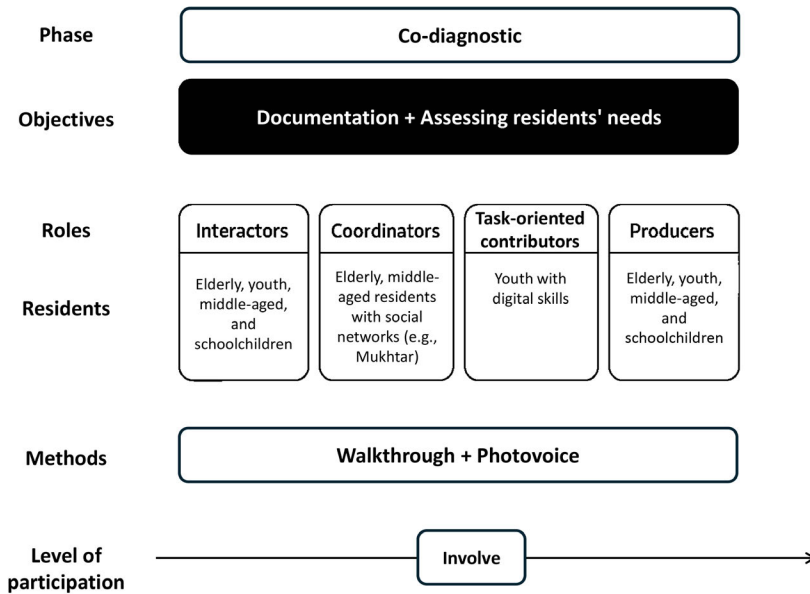 Phase
Co-diagnostic
Objectives
Documentation + Assessing residents' needs
Roles
Interactors
Coordinators
Task-oriented
contributors
Producers
Residents
Elderly, youth,
middle-aged,
and
schoolchildren
Elderly, middle-
aged residents
with social
networks (e.g.,
Mukhtar)
Youth with
digital skills
Elderly, youth,
middle-aged,
and
schoolchildren
Methods
Walkthrough + Photovoice
Level of
participation
Involve